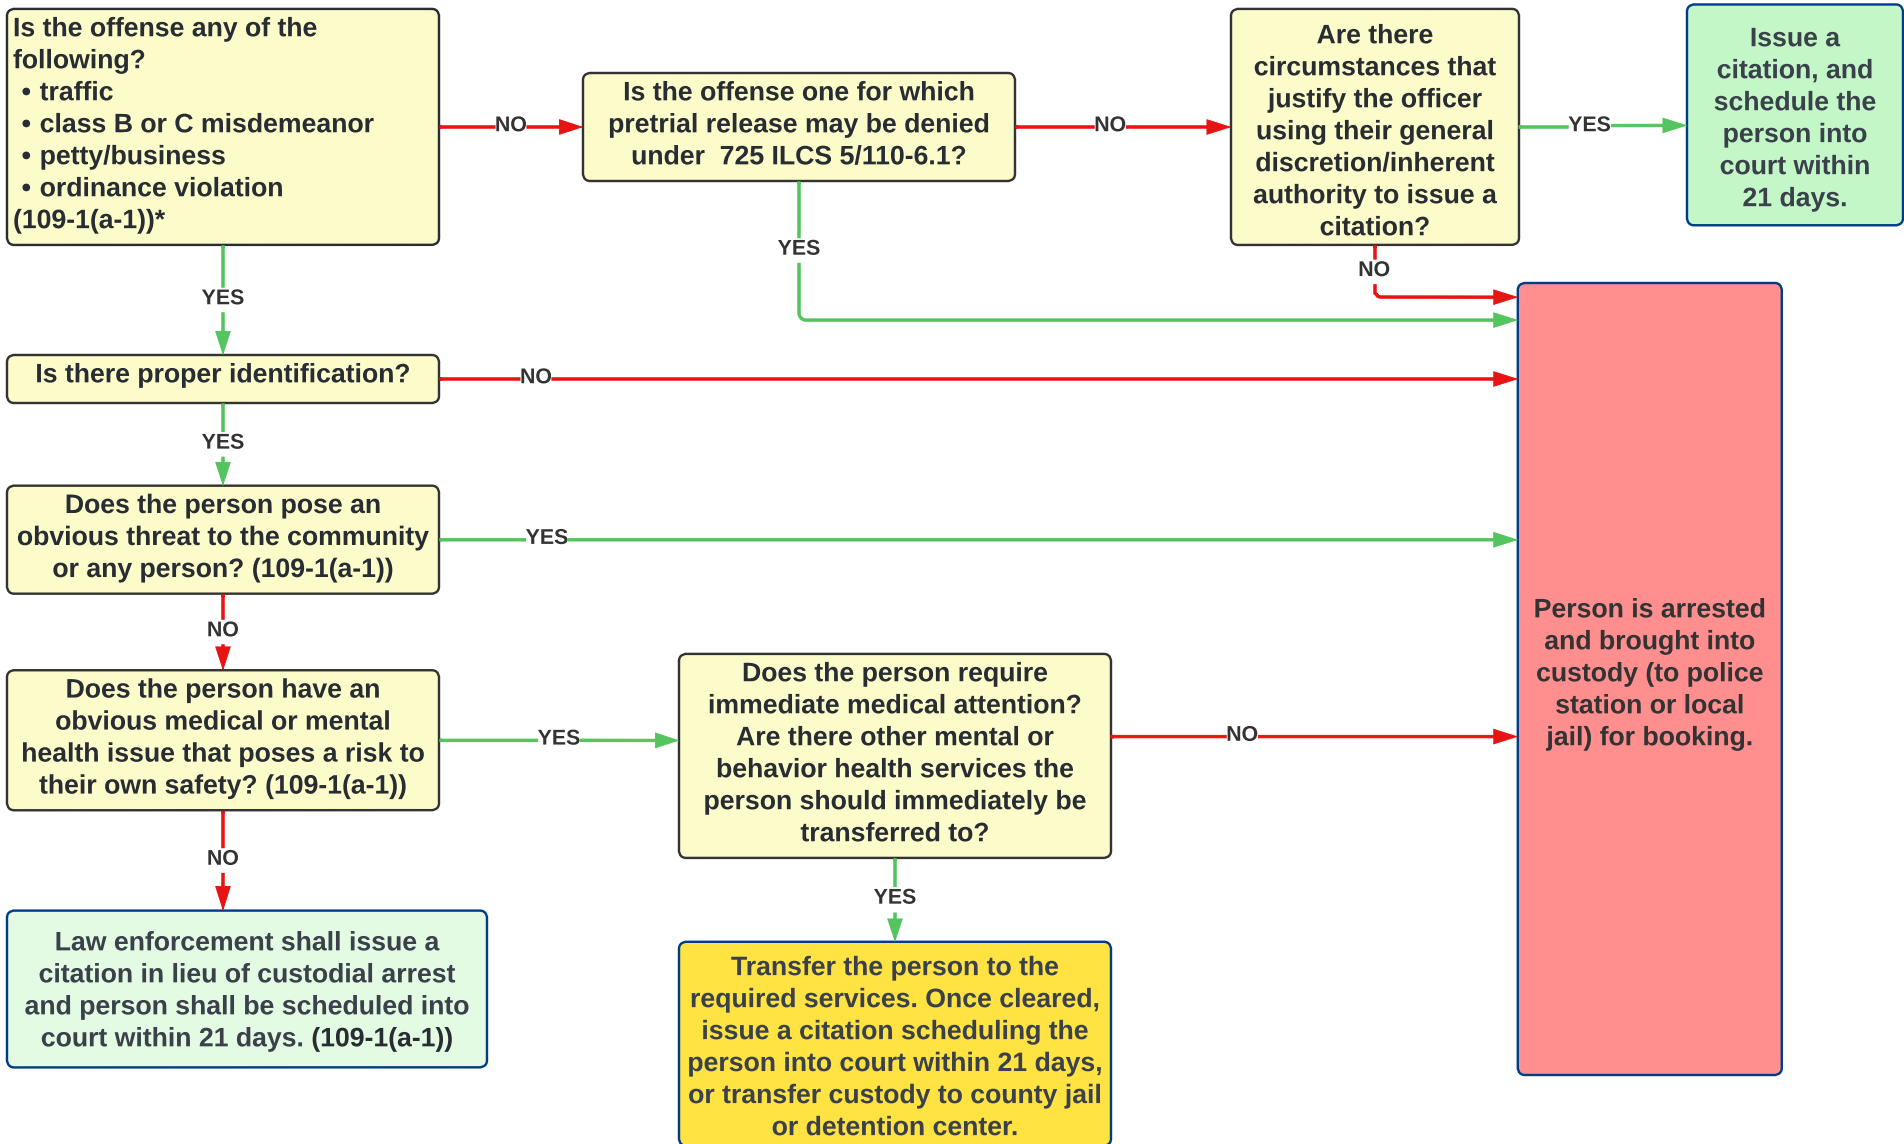 Is the offense any of the
following?
• traffic
• class B or C misdemeanor
• petty/business
• ordinance violation
(109-1(a-1))*
NO
Is the offense one for which
pretrial release may be denied
under  725 ILCS 5/110-6.1?
NO
Are there
circumstances that
justify the officer
using their general
discretion/inherent
authority to issue a
citation?
YES
Issue a
citation, and
schedule the
person into
court within
21 days.
YES
YES
NO
Is there proper identification?
NO
YES
Does the person pose an
obvious threat to the community
or any person? (109-1(a-1))
YES
NO
Does the person have an
obvious medical or mental
health issue that poses a risk to
their own safety? (109-1(a-1))
YES
Does the person require
immediate medical attention?
Are there other mental or
behavior health services the
person should immediately be
transferred to?
NO
Person is arrested
and brought into
custody (to police
station or local
jail) for booking.
NO
YES
Law enforcement shall issue a
citation in lieu of custodial arrest
and person shall be scheduled into
court within 21 days. (109-1(a-1))
Transfer the person to the
required services. Once cleared,
issue a citation scheduling the
person into court within 21 days,
or transfer custody to county jail
or detention center.